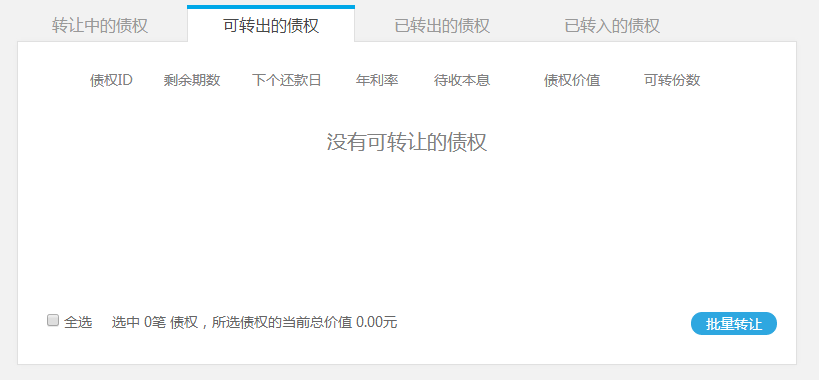 转让中的债权 可转出的债权 已转出的债权 已转入的债权
债权ID 剩余期数 下个还款日 年利率 待收本息 债权价值 可转份数
没有可转让的债权
全选 选中 0笔 债权，所选债权的当前总价值 0.00元 批量转让